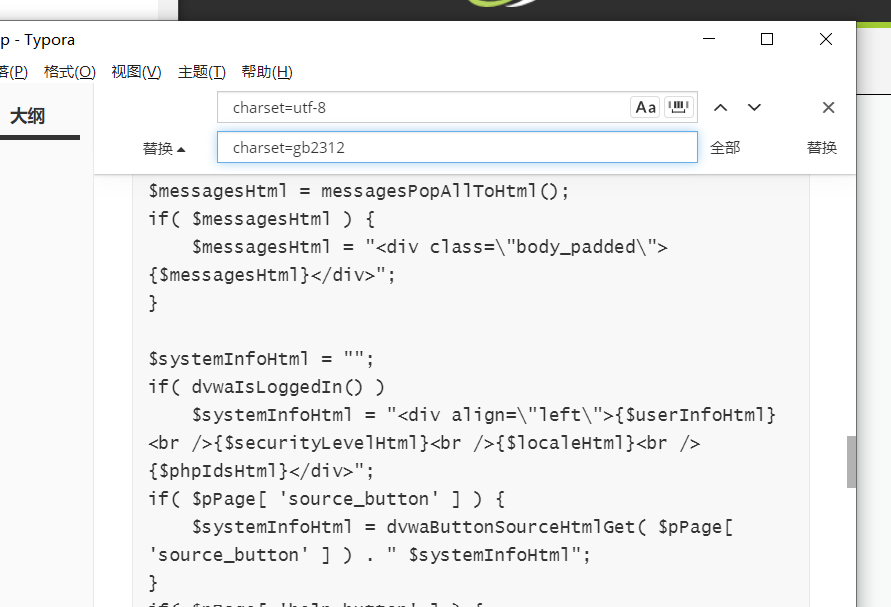 p - Typora
落(P) 格式(O) 视图(V) 主题(T) 帮助(H)
大纲
charset=utf-8 Aa
替换 charset=gb2312 全部 替换
$messagesHtml = messagesPopAllToHtml();
if( $messagesHtml ) {
    $messagesHtml = "<div class=\"body_padded\">
{$messagesHtml}</div>";
}
$systemInfoHtml = "";
if( dvwaIsLoggedIn() )
    $systemInfoHtml = "<div align=\"left\">{$userInfoHtml}
<br />{$securityLevelHtml}<br />{$localeHtml}<br />
{$phpIdsHtml}</div>";
if( $pPage[ 'source_button' ] ) {
    $systemInfoHtml = dvwaButtonSourceHtmlGet( $pPage[
'source_button' ] ) . " $systemInfoHtml";
}
if( $pPage[ 'help_button' ] ) {